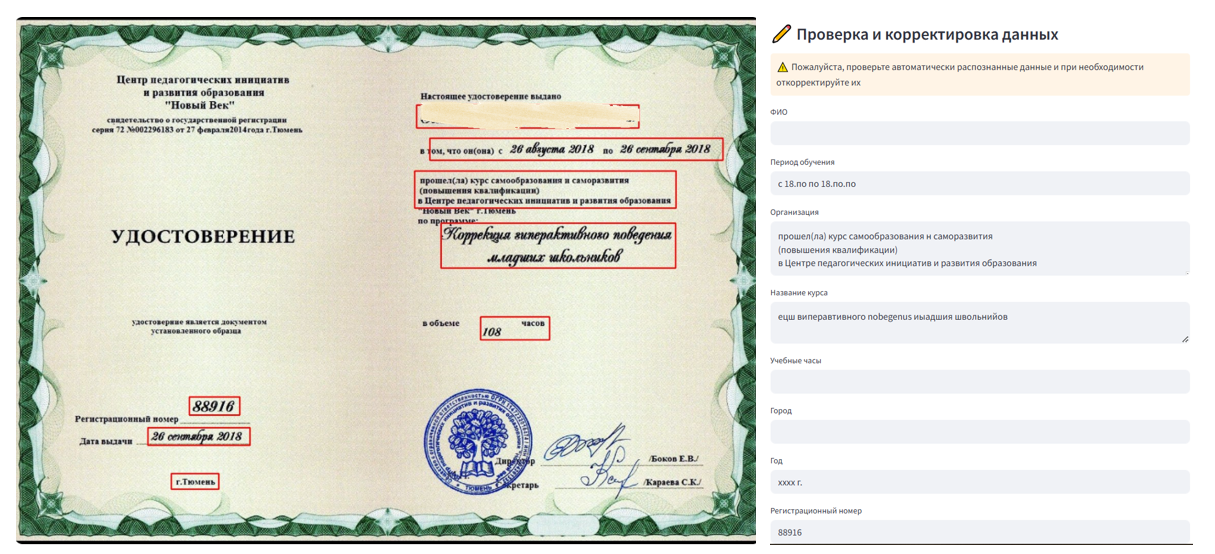 Центр педагогических инициатив
и развития образования
"Новый Век"
свидетельство о государственной регистрации
серия 72 №002296183 от 27 февраля2014года г.Тюмень
УДОСТОВЕРЕНИЕ
удостоверние является документом
установленного образца
Регистрационный номер 88916
Дата выдачи 26 сентября 2018
г.Тюмень
Настоящее удостоверение выдано
в том, что он(она) с 26 августа 2018 по 26 сентября 2018
прошел(ла) курс самообразования и саморазвития
(повышения квалификации)
в Центре педагогических инициатив и развития образования
"Новый Век" г.Тюмень
по программе:
Коррекция гиперактивного поведения
младших школьников
в объеме 108 часов
Директор /Боков Е.В./
Секретарь /Караева С.К./
ТЮМЕНЬ
Проверка и корректировка данных
Пожалуйста, проверьте автоматически распознанные данные и при необходимости
откорректируйте их
ФИО
Период обучения
с 18.по по 18.по.по
Организация
прошел(ла) курс самообразования н саморазвития
(повышения квалификации)
в Центре педагогических инициатив и развития образования
Название курса
ецш виперавтивного nobegenus иыадшия швольнийов
Учебные часы
Город
Год
хххх г.
Регистрационный номер
88916